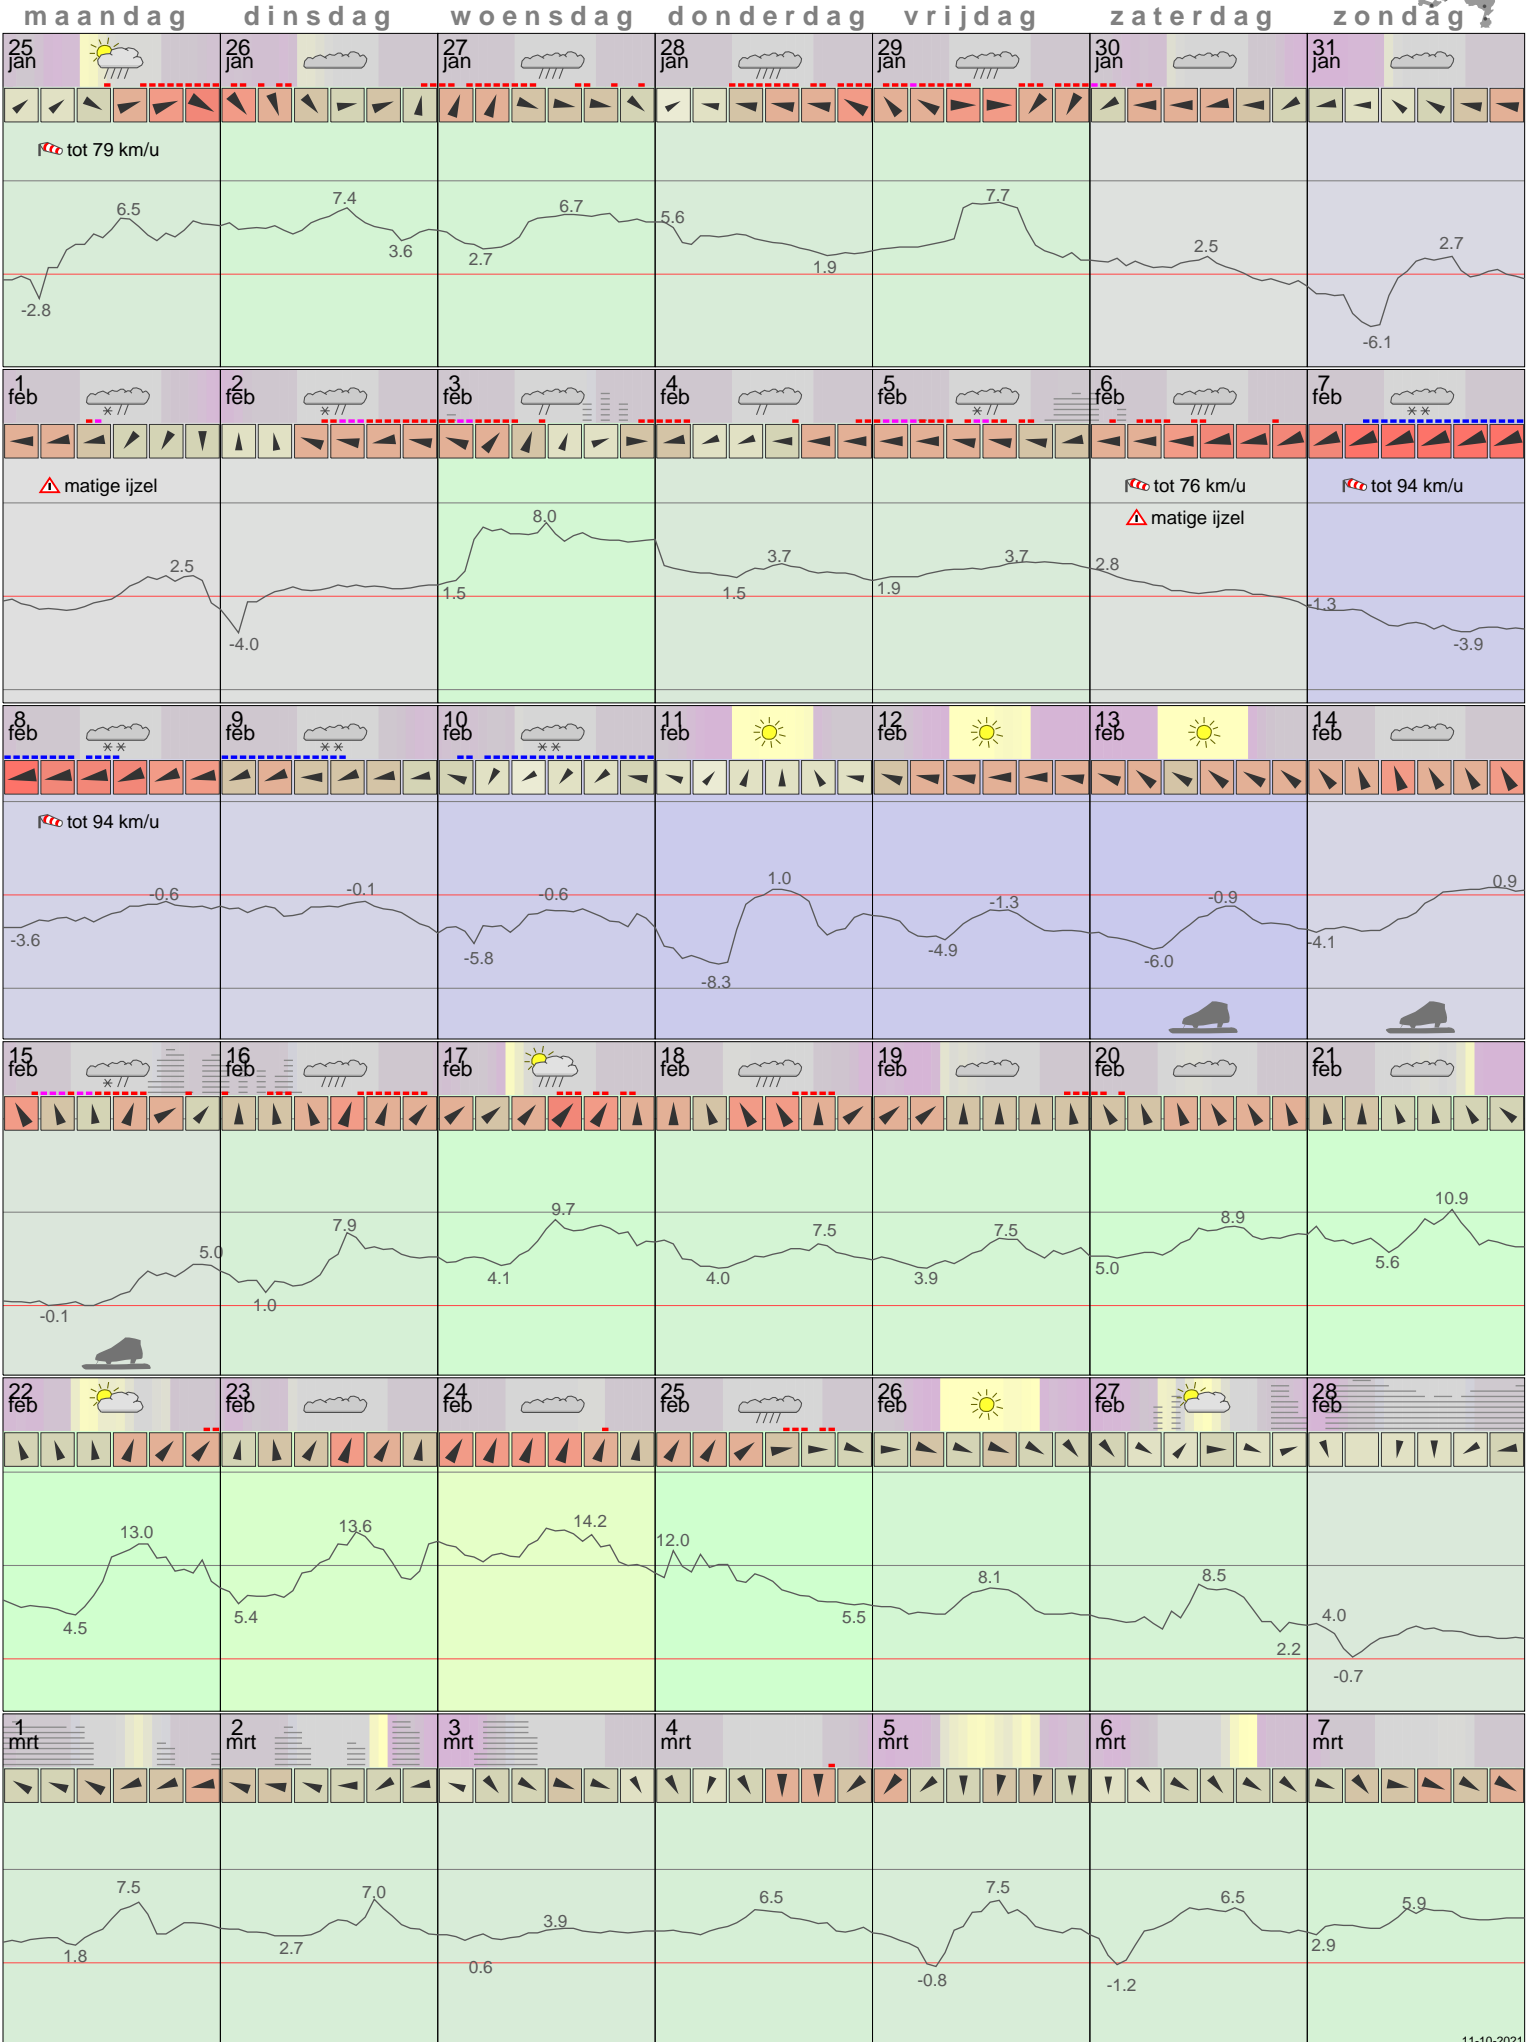 maandag dinsdag woensdag donderdag vrijdag zaterdag zondag
25 26 27 28 29 30 31
jan jan jan jan jan jan jan
tot 79 km/u
6.5 7.4 6.7 5.6 7.7 2.5 2.7
-2.8 3.6 2.7 1.9 -6.1
1 2 3 4 5 6 7
feb feb feb feb feb feb feb
matige ijzel tot 76 km/u tot 94 km/u
matige ijzel
2.5 8.0 3.7 3.7 2.8
-4.0 1.5 1.5 1.9 -1.3 -3.9
8 9 10 11 12 13 14
feb feb feb feb feb feb feb
tot 94 km/u
-0.6 -0.1 -0.6 1.0 -1.3 -0.9 0.9
-3.6 -5.8 -8.3 -4.9 -6.0 -4.1
15 16 17 18 19 20 21
feb feb feb feb feb feb feb
5.0 7.9 9.7 7.5 7.5 8.9 10.9
-0.1 1.0 4.1 4.0 3.9 5.0 5.6
22 23 24 25 26 27 28
feb feb feb feb feb feb feb
13.0 13.6 14.2 12.0 8.1 8.5 4.0
4.5 5.4 5.5 2.2 -0.7
1 2 3 4 5 6 7
mrt mrt mrt mrt mrt mrt mrt
7.5 7.0 3.9 6.5 7.5 6.5 5.9
1.8 2.7 0.6 -0.8 -1.2 2.9
11-10-2021